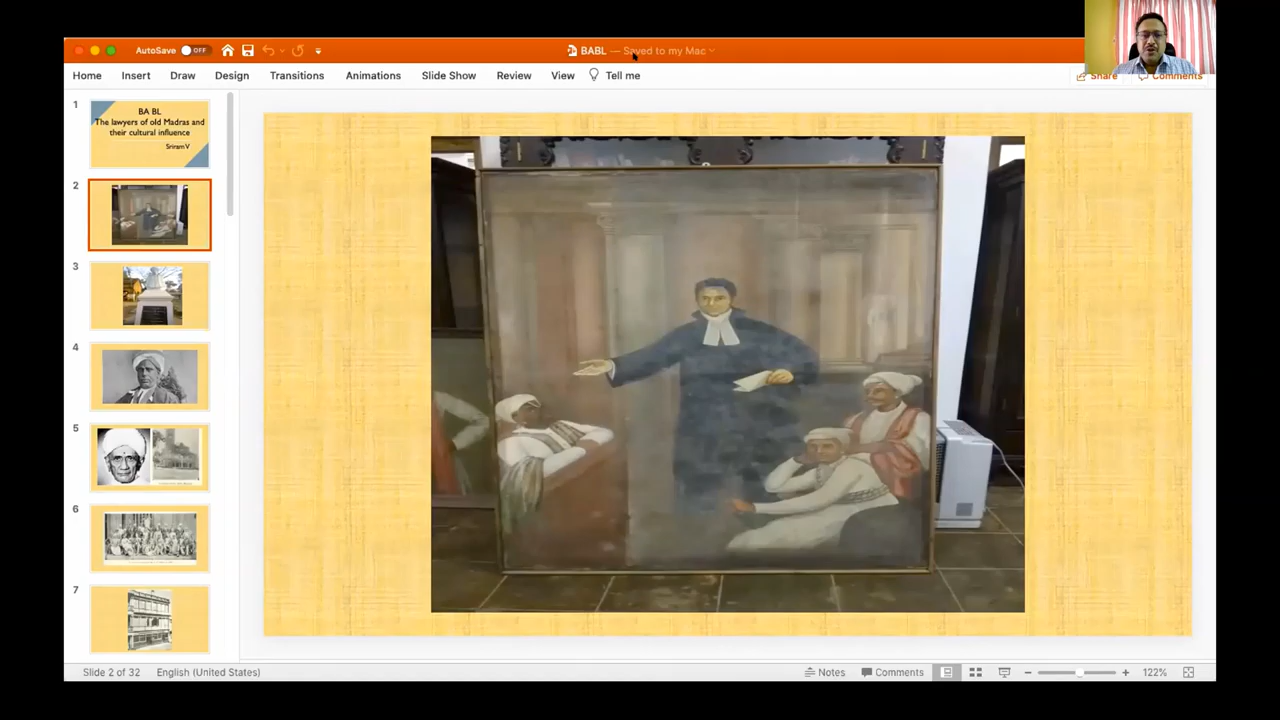 AutoSave OFF
BABL — Saved to my Mac
Home Insert Draw Design Transitions Animations Slide Show Review View Tell me
Share Comments
1
BA BL
The lawyers of old Madras and
their cultural influence
Sriram V
2
3
4
5
6
7
Slide 2 of 32 English (United States) Notes Comments 122%